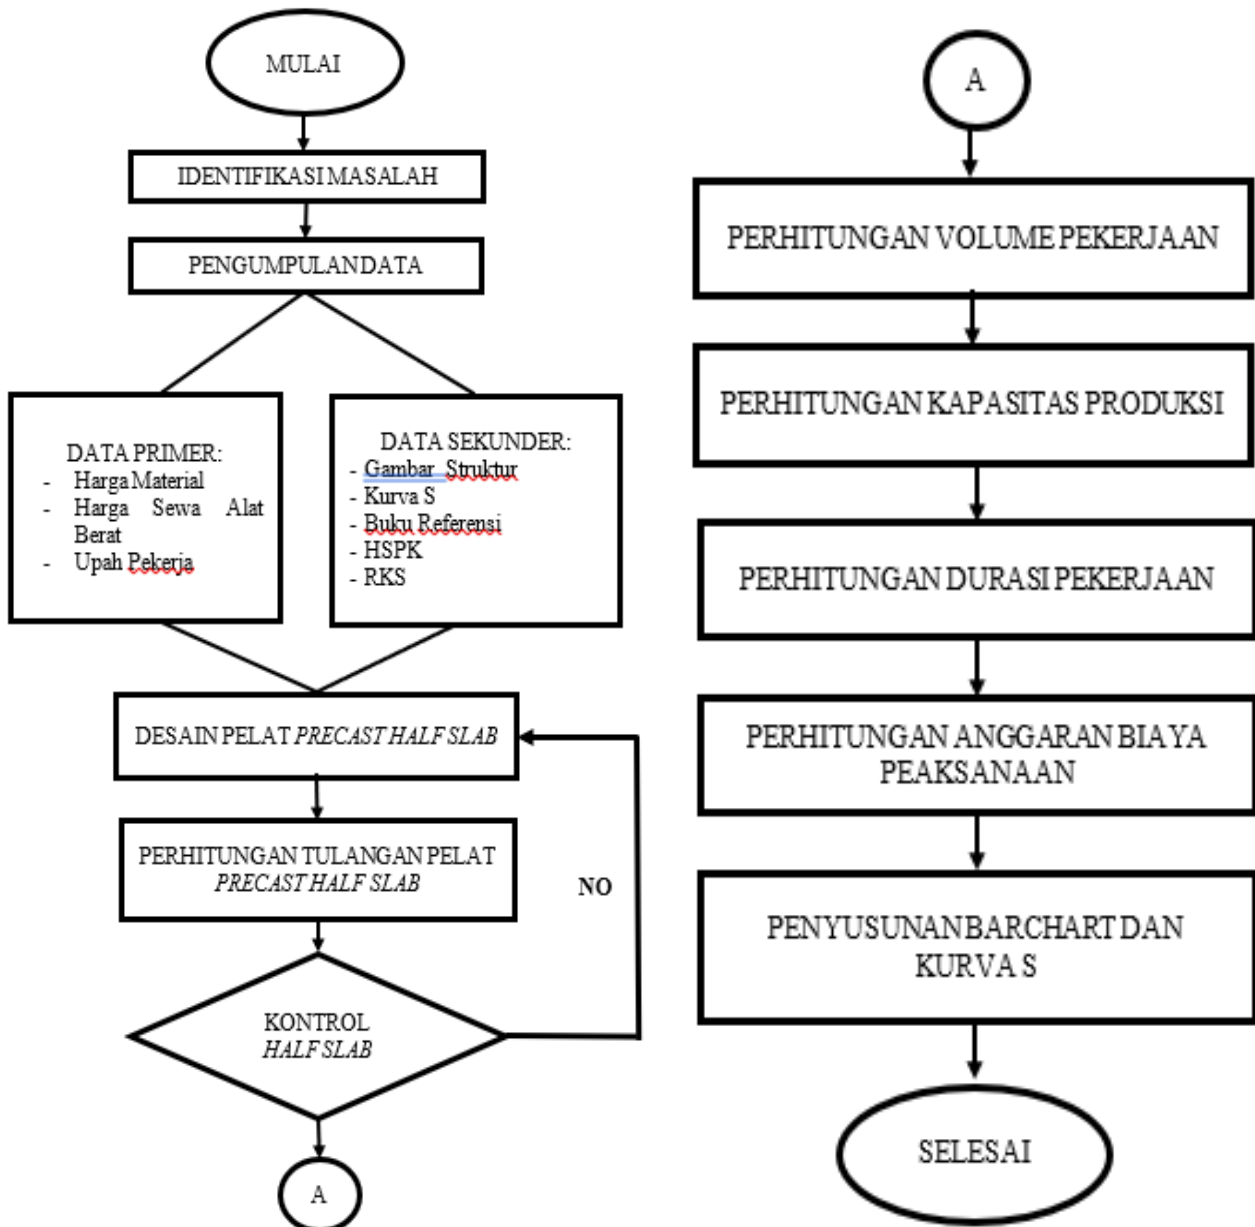 MULAI
IDENTIFIKASI MASALAH
PENGUMPULAN DATA
DATA PRIMER:
- Harga Material
- Harga Sewa Alat
Berat
- Upah Pekerja
DATA SEKUNDER:
- Gambar Struktur
- Kurva S
- Buku Referensi
- HSPK
- RKS
DESAIN PELAT PRECAST HALF SLAB
PERHITUNGAN TULANGAN PELAT
PRECAST HALF SLAB
NO
KONTROL
HALF SLAB
A
A
PERHITUNGAN VOLUME PEKERJAAN
PERHITUNGAN KAPASITAS PRODUKSI
PERHITUNGAN DURASI PEKERJAAN
PERHITUNGAN ANGGARAN BIAYA
PEAKSANAAN
PENYUSUNAN BARCHART DAN
KURVA S
SELESAI